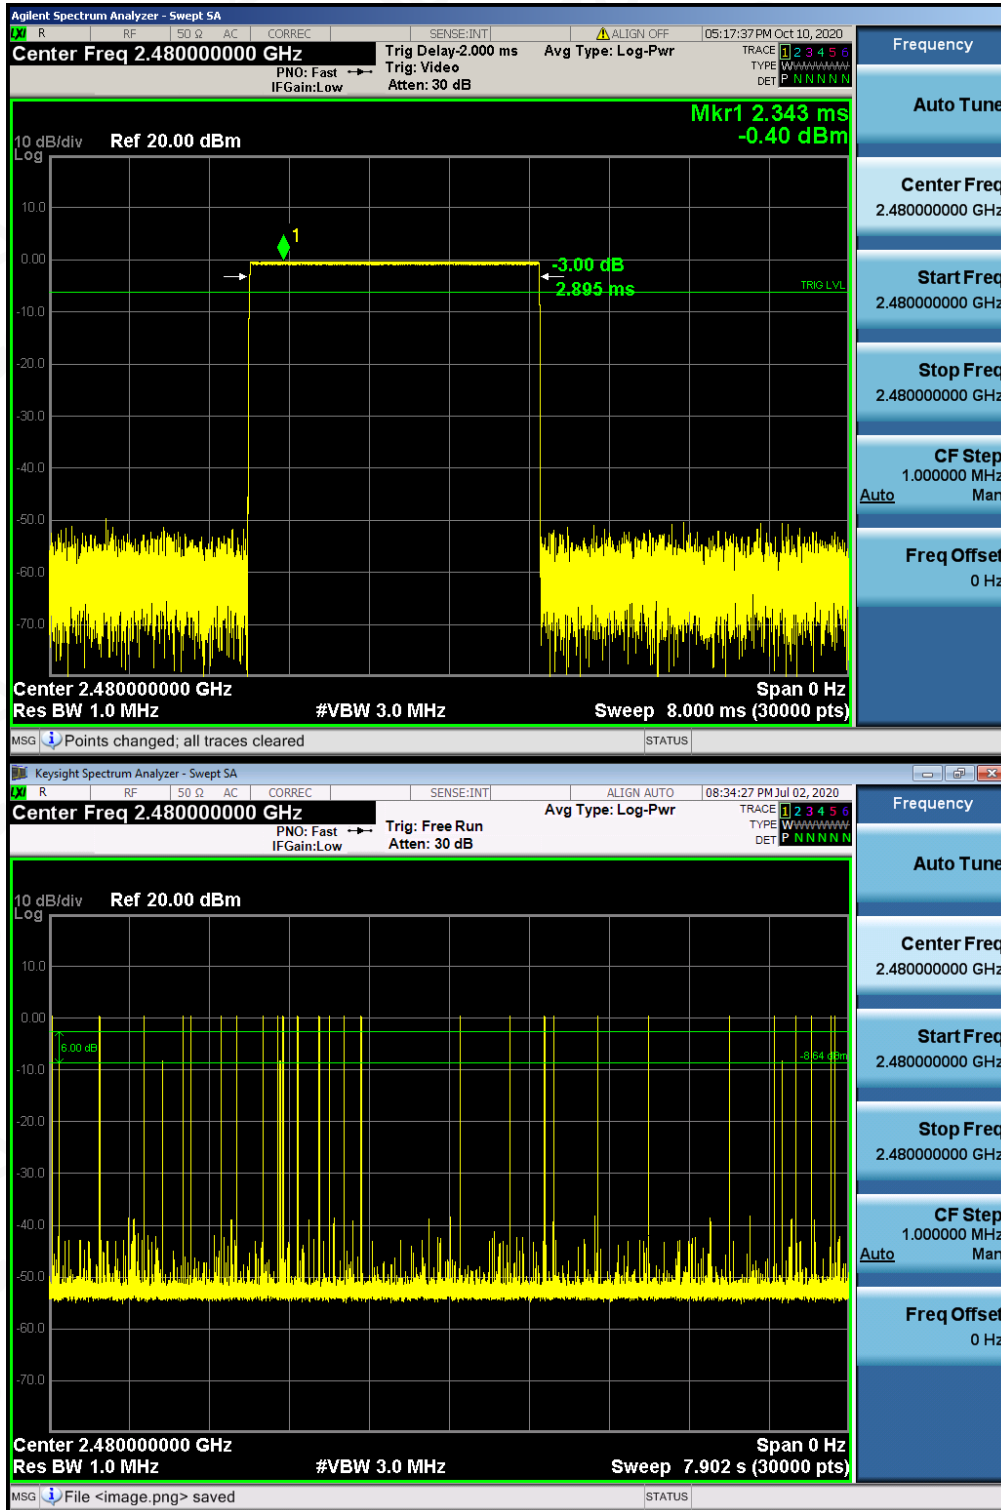 Agilent Spectrum Analyzer - Swept SA
LXI R RF 50 Ω AC CORREC SENSE:INT ALIGN OFF 05:17:37 PM Oct 10, 2020
Center Freq 2.480000000 GHz
PNO: Fast
IFGain:Low
Trig Delay-2.000 ms
Trig: Video
Atten: 30 dB
Avg Type: Log-Pwr
TRACE 1 2 3 4 5 6
TYPE WWWWWW
DET P N N N N N
Mkr1 2.343 ms
-0.40 dBm
10 dB/div
Log
Ref 20.00 dBm
10.0
0.00
-10.0
-20.0
-30.0
-40.0
-50.0
-60.0
-70.0
1
-3.00 dB
2.895 ms
TRIG LVL
Center 2.480000000 GHz
Span 0 Hz
Res BW 1.0 MHz
#VBW 3.0 MHz
Sweep 8.000 ms (30000 pts)
MSG Points changed; all traces cleared
STATUS
Frequency
Auto Tune
Center Freq
2.480000000 GHz
Start Freq
2.480000000 GHz
Stop Freq
2.480000000 GHz
CF Step
1.000000 MHz
Auto Man
Freq Offset
0 Hz
Keysight Spectrum Analyzer - Swept SA
LXI R RF 50 Ω AC CORREC SENSE:INT ALIGN AUTO 08:34:27 PM Jul 02, 2020
Center Freq 2.480000000 GHz
PNO: Fast
IFGain:Low
Trig: Free Run
Atten: 30 dB
Avg Type: Log-Pwr
TRACE 1 2 3 4 5 6
TYPE WWWWWW
DET P N N N N N
10 dB/div
Log
Ref 20.00 dBm
10.0
0.00
-10.0
-20.0
-30.0
-40.0
-50.0
-60.0
-70.0
6.00 dB
-8.64 dBm
Center 2.480000000 GHz
Span 0 Hz
Res BW 1.0 MHz
#VBW 3.0 MHz
Sweep 7.902 s (30000 pts)
MSG File <image.png> saved
STATUS
Frequency
Auto Tune
Center Freq
2.480000000 GHz
Start Freq
2.480000000 GHz
Stop Freq
2.480000000 GHz
CF Step
1.000000 MHz
Auto Man
Freq Offset
0 Hz